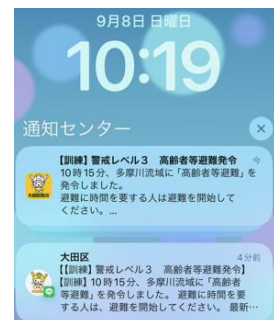 9月8日 日曜日
10:19
通知センター
【訓練】警戒レベル3 高齢者等避難発令
今
10時15分、多摩川流域に「高齢者等避難」を
発令しました。
避難に時間を要する人は避難を開始して
ください。...
大田区
4分前
【【訓練】警戒レベル3 高齢者等避難発令】
【訓練】10時15分、多摩川流域に「高齢者
等避難」を発令しました。 避難に時間を要
する人は、避難を開始してください。 最新…